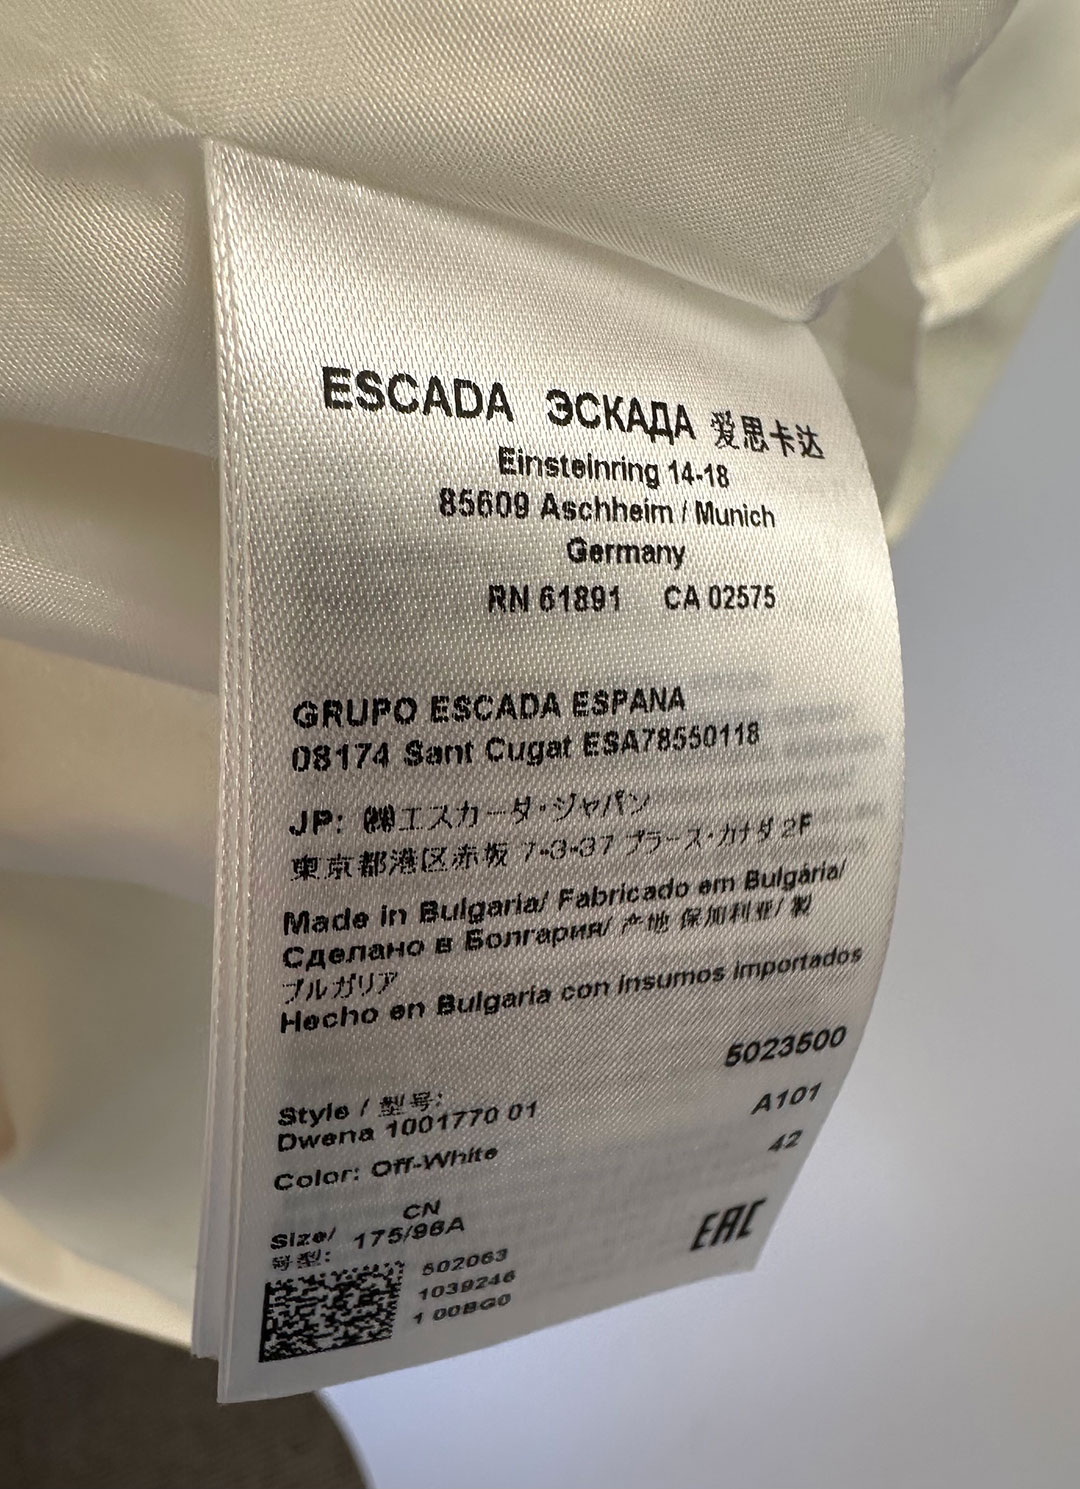 ESCADA ЭСКАДА 爱思卡达
Einsteinring 14-18
85609 Aschheim / Munich
Germany
RN 61891 CA 02575
GRUPO ESCADA ESPANA
08174 Sant Cugat ESA78550118
JP: ㈱エスカーダ・ジャパン
東京都港区赤坂 7-3-37 プラース・カナダ 2F
Made in Bulgaria/ Fabricado em Bulgária/
Сделано в Болгария/ 产地 保加利亚/ 製
ブルガリア
Hecho en Bulgaria con insumos importados
5023500
Style / 型号:
Dwena 1001770 01
A101
Color: Off-White
42
CN
Size/ 175/96A
号型:
502063
1039246
1 00BG0
EAC